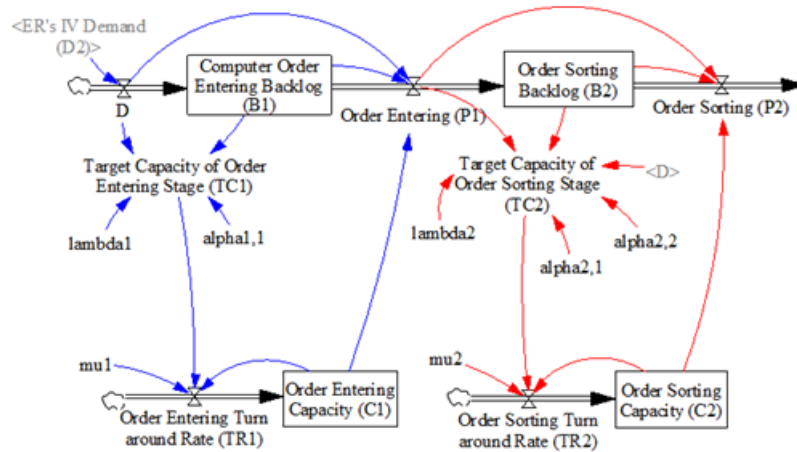 <ER's IV Demand
(D2)>
D
Computer Order
Entering Backlog
(B1)
Order Entering (P1)
Order Sorting
Backlog (B2)
Order Sorting (P2)
Target Capacity of Order
Entering Stage (TC1)
lambda1
alpha1,1
Target Capacity of
Order Sorting Stage
(TC2)
<D>
lambda2
alpha2,1
alpha2,2
mu1
Order Entering Turn
around Rate (TR1)
Order Entering
Capacity (C1)
mu2
Order Sorting Turn
around Rate (TR2)
Order Sorting
Capacity (C2)